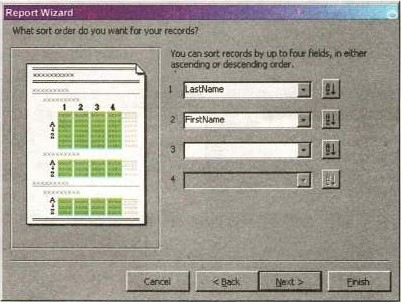 Report Wizard
What sort order do you want for your records?
You can sort records by up to four fields, in either
ascending or descending order.
1 LastName
2 FirstName
3
4
1 2 3 4
A
Z
A
Z
A
Z
Cancel
< Back
Next >
Finish